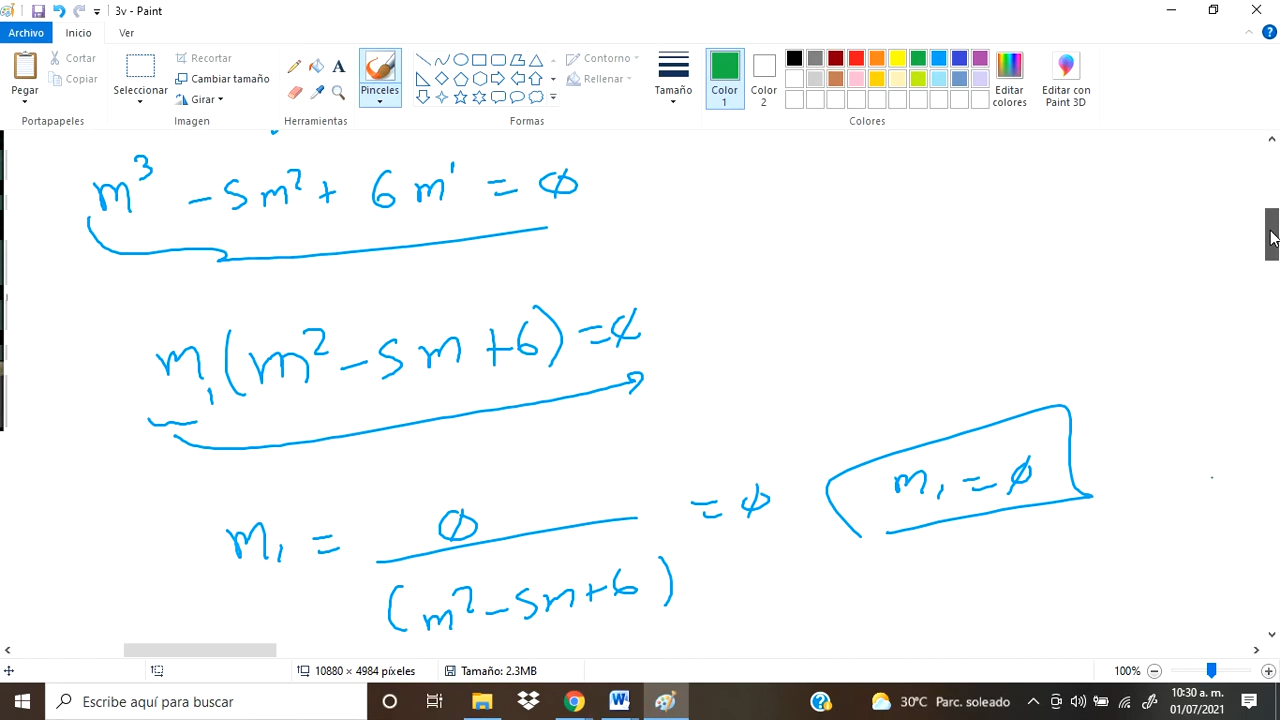 3v - Paint
Archivo Inicio Ver
Pegar Cortar Copiar Portapapeles
Seleccionar Recortar Cambiar tamaño Girar Imagen
A Herramientas
Pinceles
Contorno Rellenar Formas
Tamaño
Color 1 Color 2 Editar colores Editar con Paint 3D Colores
m³ - 5m² + 6m¹ = ∅
m₁(m² - 5m + 6) = ∅
m₁ = ∅ / (m² - 5m + 6) = ∅
m₁ = ∅
10880 × 4984 píxeles Tamaño: 2.3MB 100%
Escribe aquí para buscar 30°C Parc. soleado 10:30 a. m.
01/07/2021